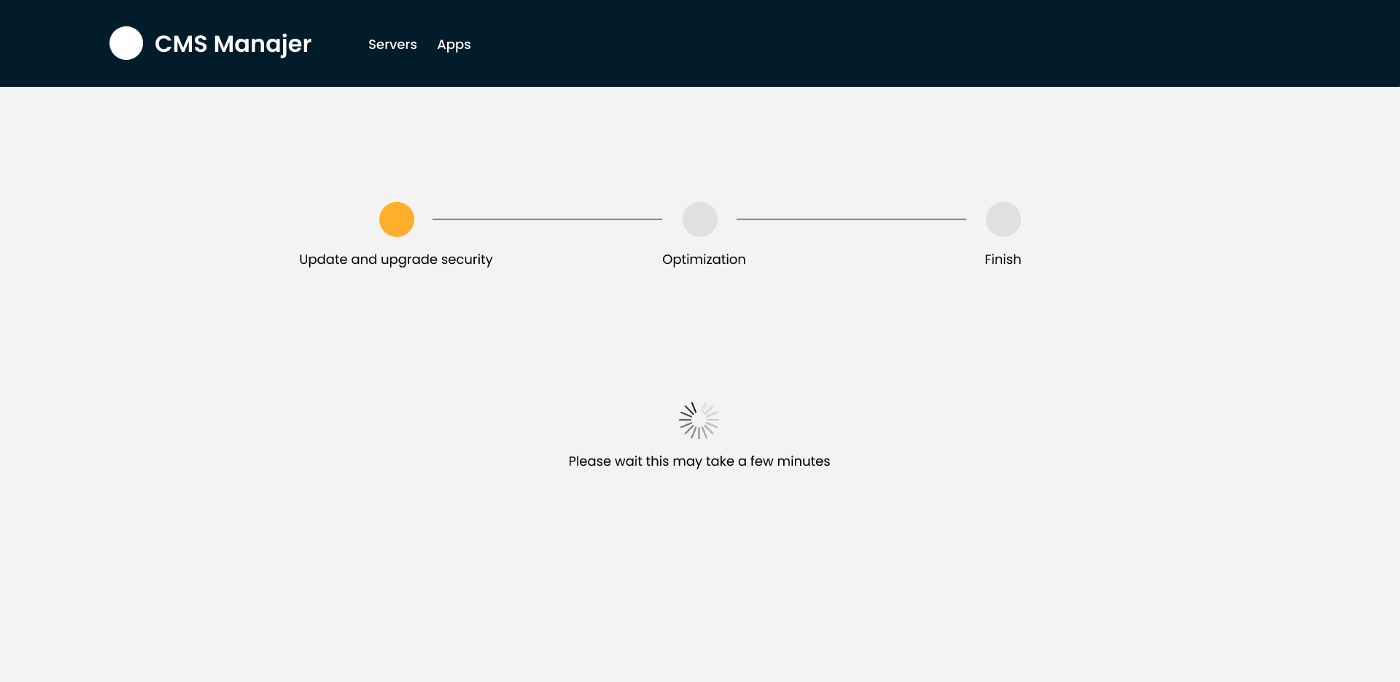 CMS Manajer
Servers Apps
Update and upgrade security
Optimization
Finish
Please wait this may take a few minutes